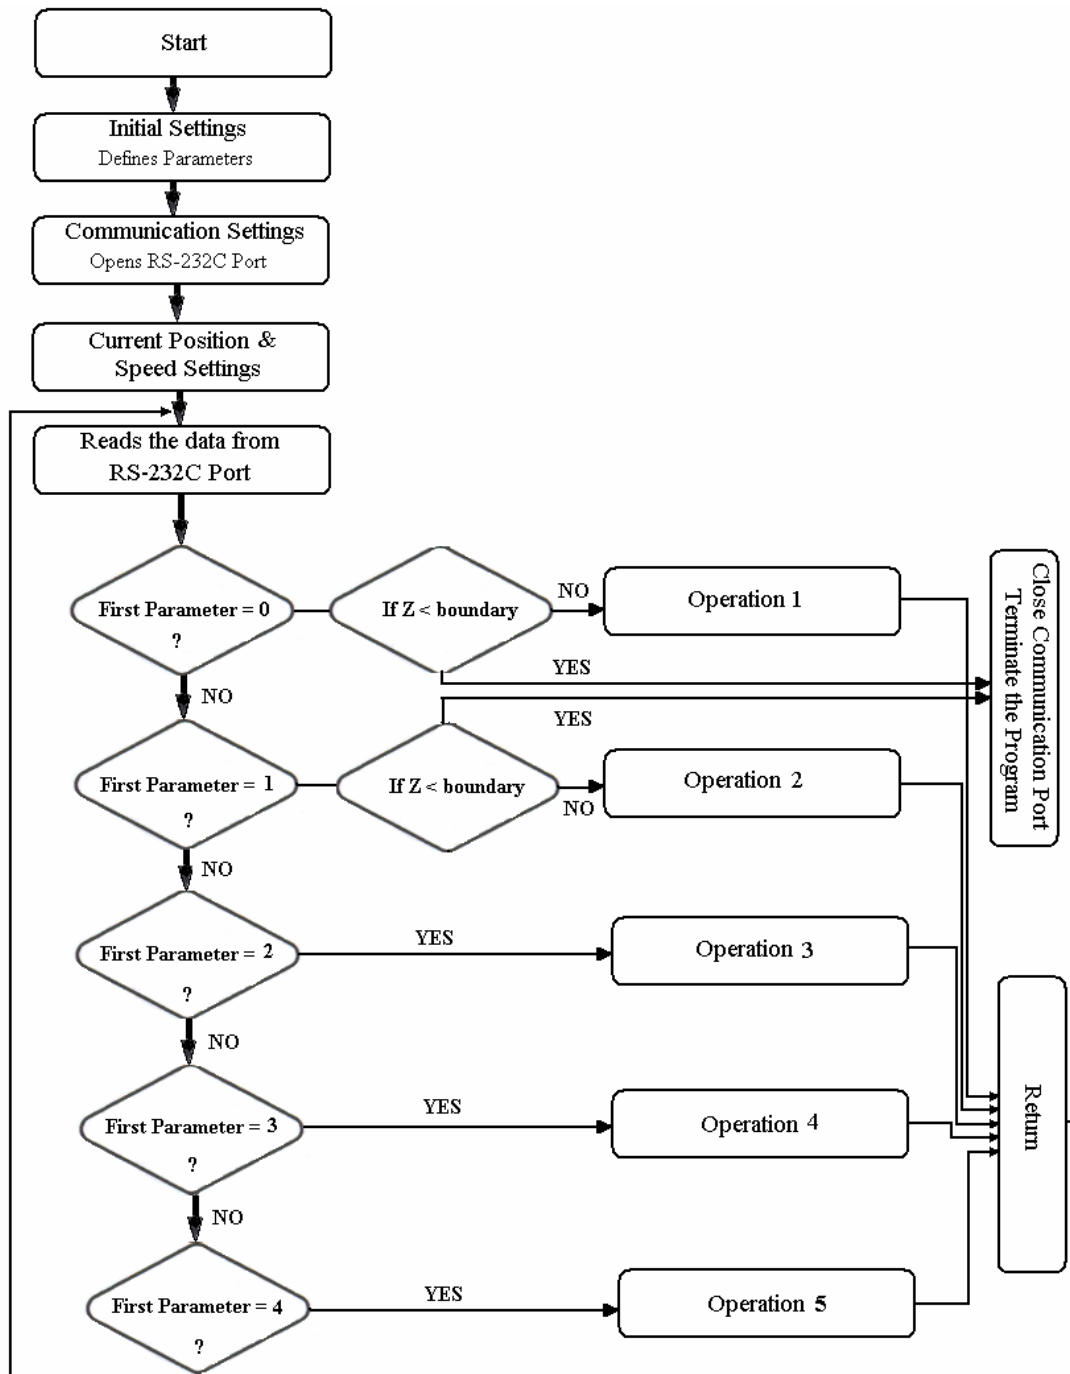 Start
Initial Settings
Defines Parameters
Communication Settings
Opens RS-232C Port
Current Position &
Speed Settings
Reads the data from
RS-232C Port
First Parameter = 0
?
If Z < boundary
NO
Operation 1
YES
Close Communication Port
Terminate the Program
NO
YES
First Parameter = 1
?
If Z < boundary
NO
Operation 2
NO
First Parameter = 2
?
YES
Operation 3
NO
First Parameter = 3
?
YES
Operation 4
Return
NO
First Parameter = 4
?
YES
Operation 5